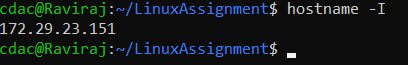 cdac@Raviraj:~/LinuxAssignment$ hostname -I
172.29.23.151
cdac@Raviraj:~/LinuxAssignment$